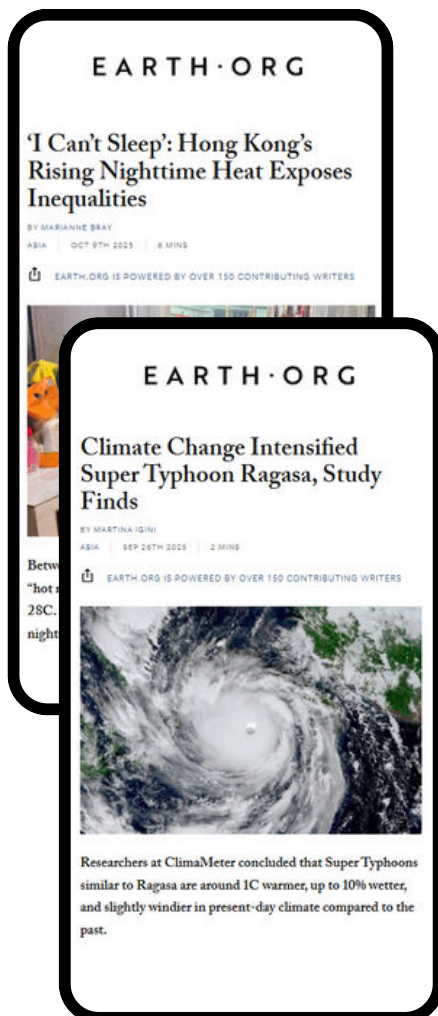 EARTH·ORG
‘I Can’t Sleep’: Hong Kong’s
Rising Nighttime Heat Exposes
Inequalities
BY MARIANNE BRAY
ASIA | OCT 9TH 2025 | 6 MINS
EARTH.ORG IS POWERED BY OVER 150 CONTRIBUTING WRITERS
“hot
28C.
night
EARTH·ORG
Climate Change Intensified
Super Typhoon Ragasa, Study
Finds
BY MARTINA IGINI
ASIA | SEP 26TH 2025 | 2 MINS
EARTH.ORG IS POWERED BY OVER 150 CONTRIBUTING WRITERS
Researchers at ClimaMeter concluded that Super Typhoons
similar to Ragasa are around 1C warmer, up to 10% wetter,
and slightly windier in present-day climate compared to the
past.